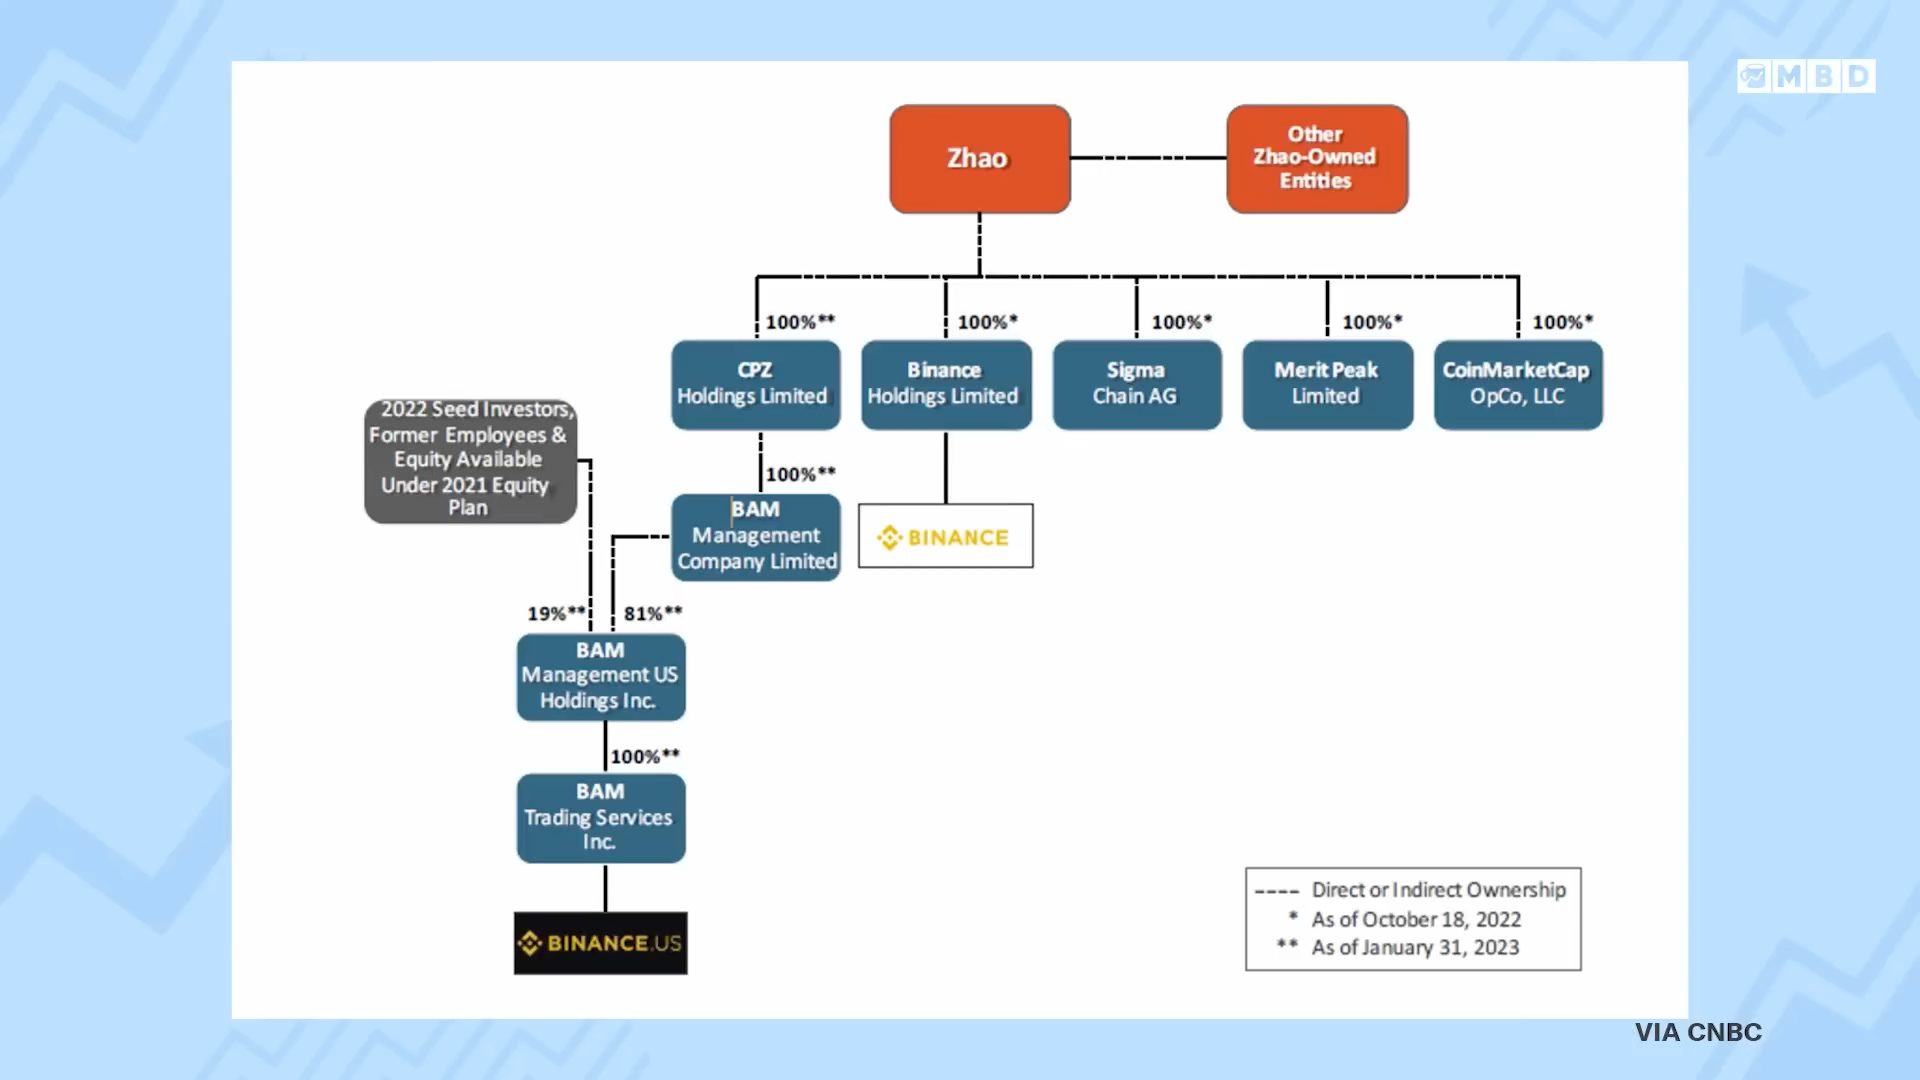 MBD
Zhao
Other
Zhao-Owned
Entities
100%**
100%*
100%*
100%*
100%*
CPZ
Holdings Limited
Binance
Holdings Limited
Sigma
Chain AG
Merit Peak
Limited
CoinMarketCap
OpCo, LLC
2022 Seed Investors,
Former Employees &
Equity Available
Under 2021 Equity
Plan
100%**
BAM
Management
Company Limited
BINANCE
19%**
81%**
BAM
Management US
Holdings Inc.
100%**
BAM
Trading Services
Inc.
BINANCE.US
---- Direct or Indirect Ownership
* As of October 18, 2022
** As of January 31, 2023
VIA CNBC